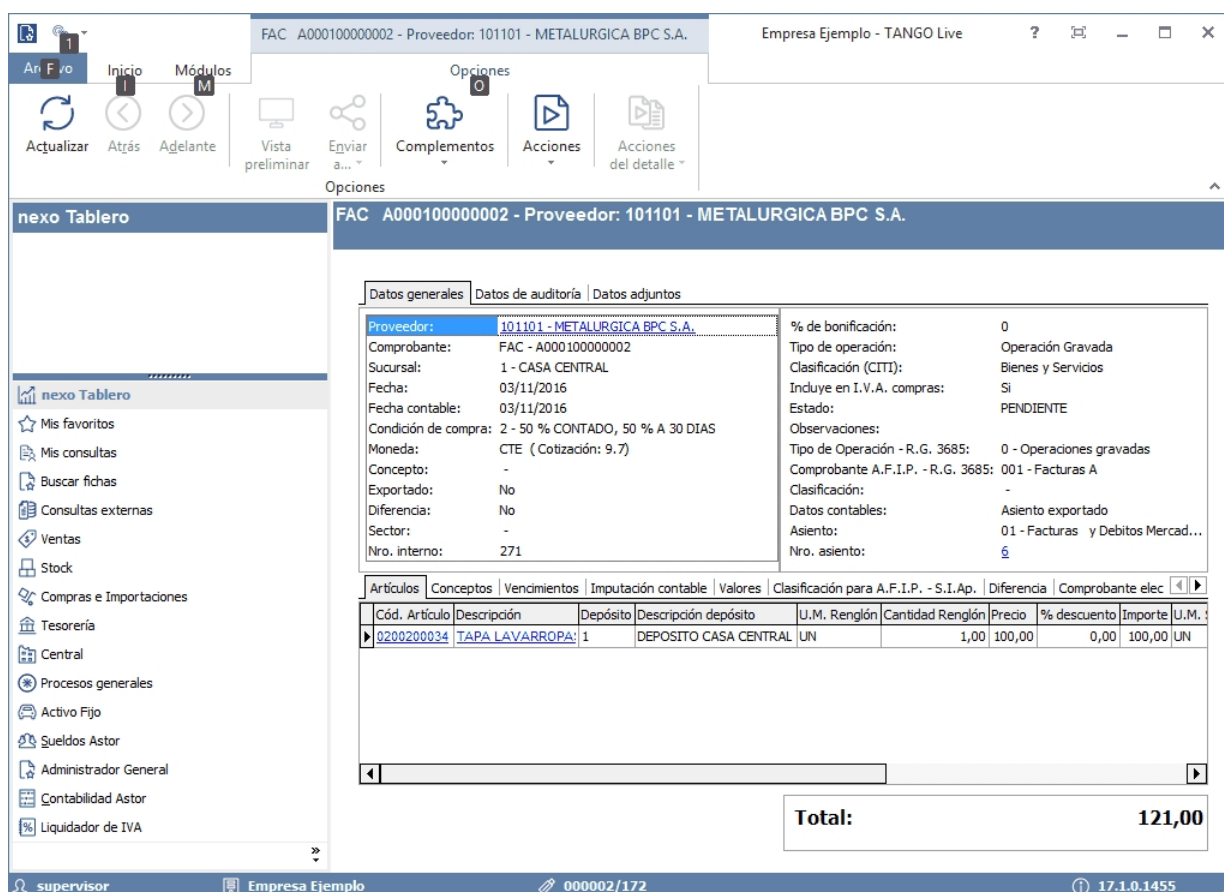 FAC A000100000002 - Proveedor: 101101 - METALURGICA BPC S.A.
Empresa Ejemplo - TANGO Live
?
1
F
Inicio
Módulos
Opciones
I
M
O
Actualizar
Atrás
Adelante
Vista preliminar
Enviar a...
Complementos
Acciones
Acciones del detalle
Opciones
nexo Tablero
FAC A000100000002 - Proveedor: 101101 - METALURGICA BPC S.A.
Datos generales
Datos de auditoría
Datos adjuntos
Proveedor: 101101 - METALURGICA BPC S.A.
Comprobante: FAC - A000100000002
Sucursal: 1 - CASA CENTRAL
Fecha: 03/11/2016
Fecha contable: 03/11/2016
Condición de compra: 2 - 50 % CONTADO, 50 % A 30 DIAS
Moneda: CTE ( Cotización: 9.7)
Concepto: -
Exportado: No
Diferencia: No
Sector: -
Nro. interno: 271
% de bonificación: 0
Tipo de operación: Operación Gravada
Clasificación (CITI): Bienes y Servicios
Incluye en I.V.A. compras: Si
Estado: PENDIENTE
Observaciones:
Tipo de Operación - R.G. 3685: 0 - Operaciones gravadas
Comprobante A.F.I.P. - R.G. 3685: 001 - Facturas A
Clasificación: -
Datos contables: Asiento exportado
Asiento: 01 - Facturas y Debitos Mercad...
Nro. asiento: 6
nexo Tablero
Mis favoritos
Mis consultas
Buscar fichas
Consultas externas
Ventas
Stock
Compras e Importaciones
Tesorería
Central
Procesos generales
Activo Fijo
Sueldos Astor
Administrador General
Contabilidad Astor
Liquidador de IVA
Artículos Conceptos Vencimientos Imputación contable Valores Clasificación para A.F.I.P. - S.I.Ap. Diferencia Comprobante elec
Cód. Artículo Descripción Depósito Descripción depósito U.M. Renglón Cantidad Renglón Precio % descuento Importe U.M.
0200200034 TAPA LAVARROPA 1 DEPOSITO CASA CENTRAL UN 1,00 100,00 0,00 100,00 UN
Total: 121,00
supervisor
Empresa Ejemplo
000002/172
17.1.0.1455